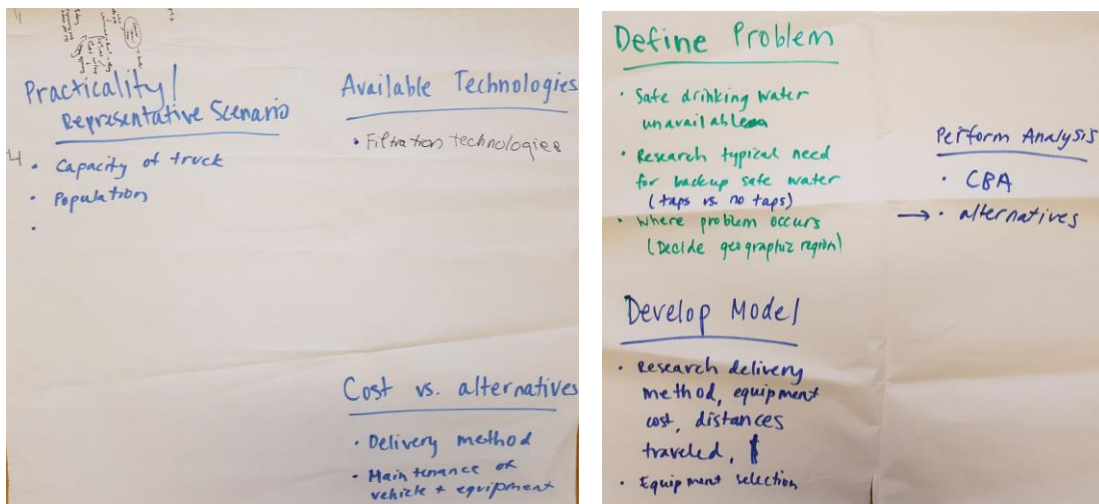 Practicality/
Representative Scenario
• Capacity of truck
• Population
•
Available Technologies
• Filtration technologies
Cost vs. alternatives
• Delivery method
• Maintenance of
vehicle + equipment
Define Problem
• Safe drinking water
unavailable
• Research typical need
for backup safe water
(taps vs. no taps)
• Where problem occurs
(Decide geographic region)
Perform Analysis
• CBA
→ • alternatives
Develop Model
• Research delivery
method, equipment
cost, distances
traveled,
• Equipment selection